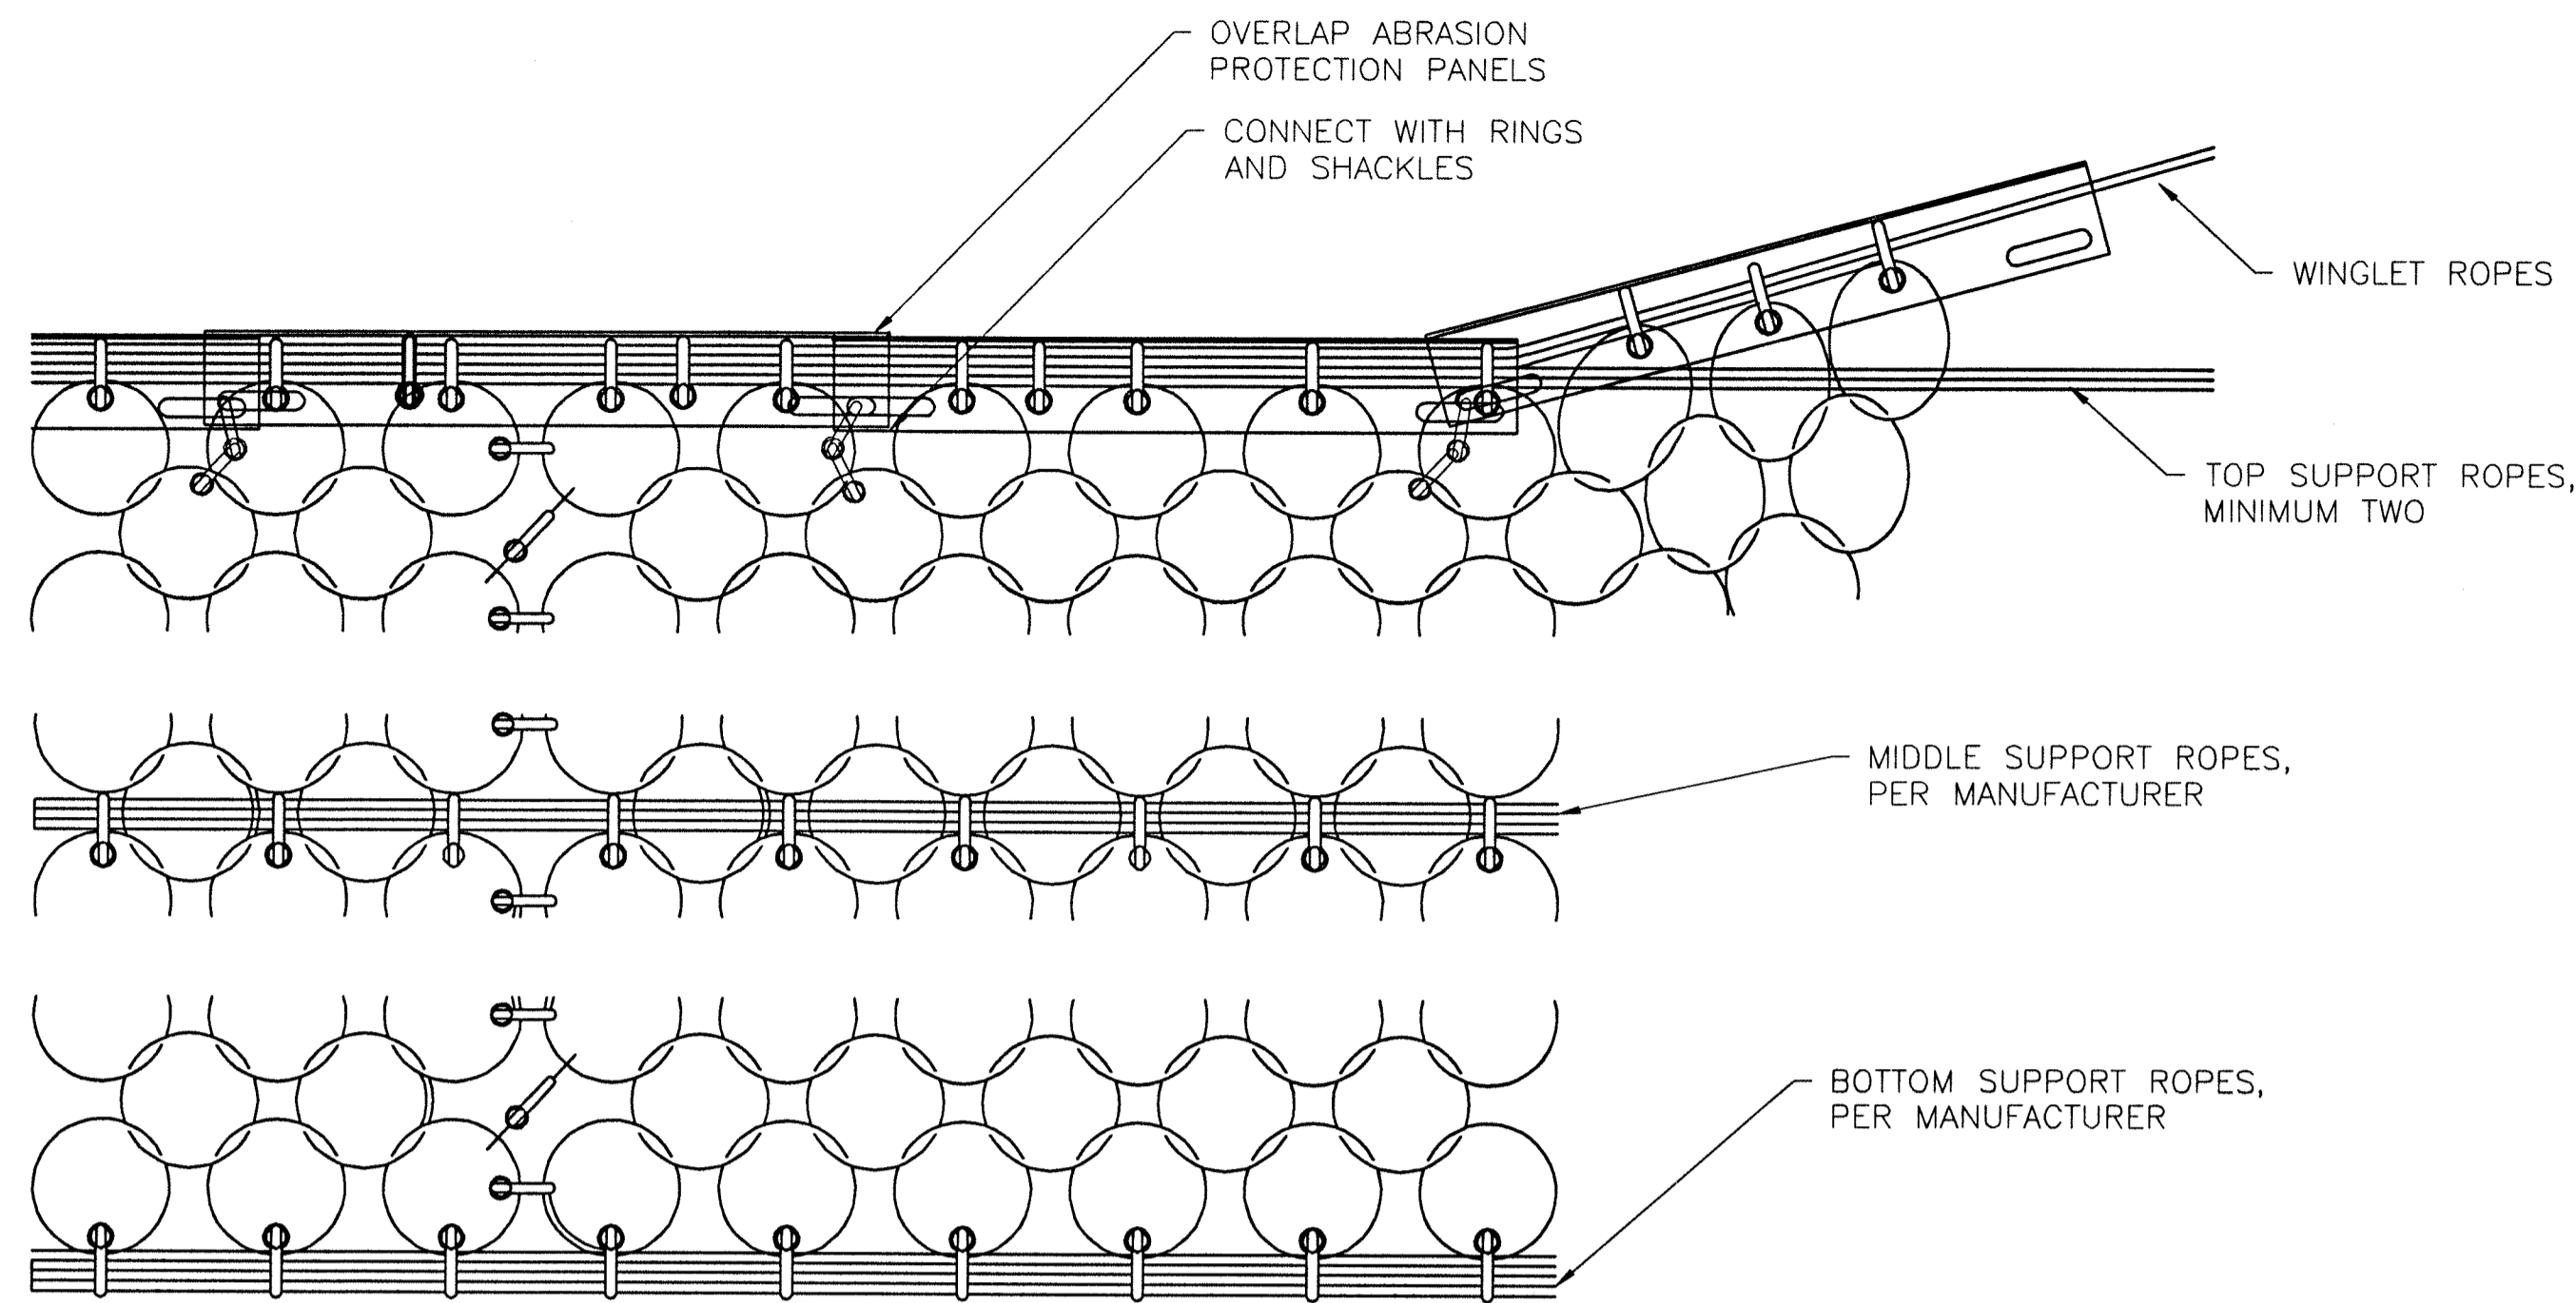 OVERLAP ABRASION
PROTECTION PANELS
CONNECT WITH RINGS
AND SHACKLES
WINGLET ROPES
TOP SUPPORT ROPES,
MINIMUM TWO
MIDDLE SUPPORT ROPES,
PER MANUFACTURER
BOTTOM SUPPORT ROPES,
PER MANUFACTURER